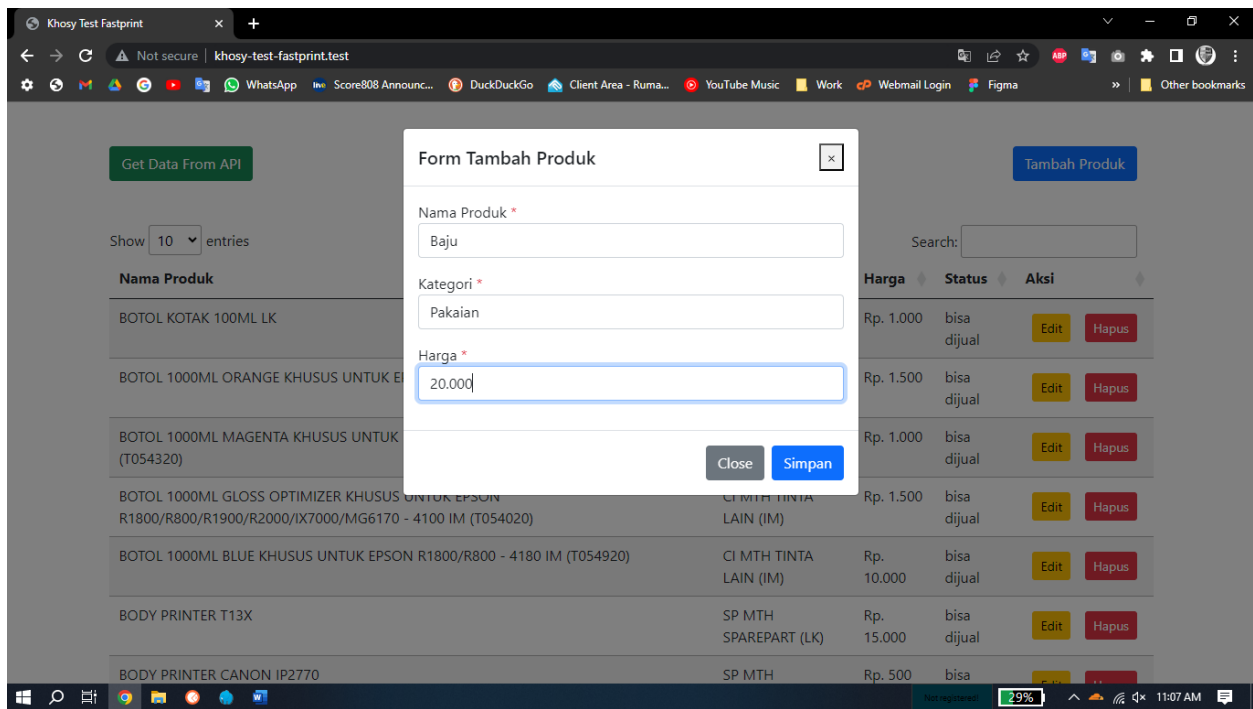 Khosy Test Fastprint
Not secure | khosy-test-fastprint.test
ABP
WhatsApp Score808 Announc... DuckDuckGo Client Area - Ruma... YouTube Music Work Webmail Login Figma » Other bookmarks
Get Data From API
Form Tambah Produk ×
Tambah Produk
Nama Produk *
Baju
Show 10 entries
Search:
Kategori *
Pakaian
Nama Produk Harga Status Aksi
BOTOL KOTAK 100ML LK Rp. 1.000 bisa dijual Edit Hapus
Harga *
20.000
BOTOL 1000ML ORANGE KHUSUS UNTUK Rp. 1.500 bisa dijual Edit Hapus
BOTOL 1000ML MAGENTA KHUSUS UNTUK Rp. 1.000 bisa dijual Edit Hapus
(T054320)
Close Simpan
BOTOL 1000ML GLOSS OPTIMIZER KHUSUS UNTUK EPSON CI MTH TINTA Rp. 1.500 bisa Edit Hapus
R1800/R800/R1900/R2000/IX7000/MG6170 - 4100 IM (T054020) LAIN (IM) dijual
BOTOL 1000ML BLUE KHUSUS UNTUK EPSON R1800/R800 - 4180 IM (T054920) CI MTH TINTA Rp. bisa Edit Hapus
LAIN (IM) 10.000 dijual
BODY PRINTER T13X SP MTH Rp. bisa Edit Hapus
SPAREPART (LK) 15.000 dijual
BODY PRINTER CANON IP2770 SP MTH Rp. 500 bisa
Not registered! 29% 11:07 AM